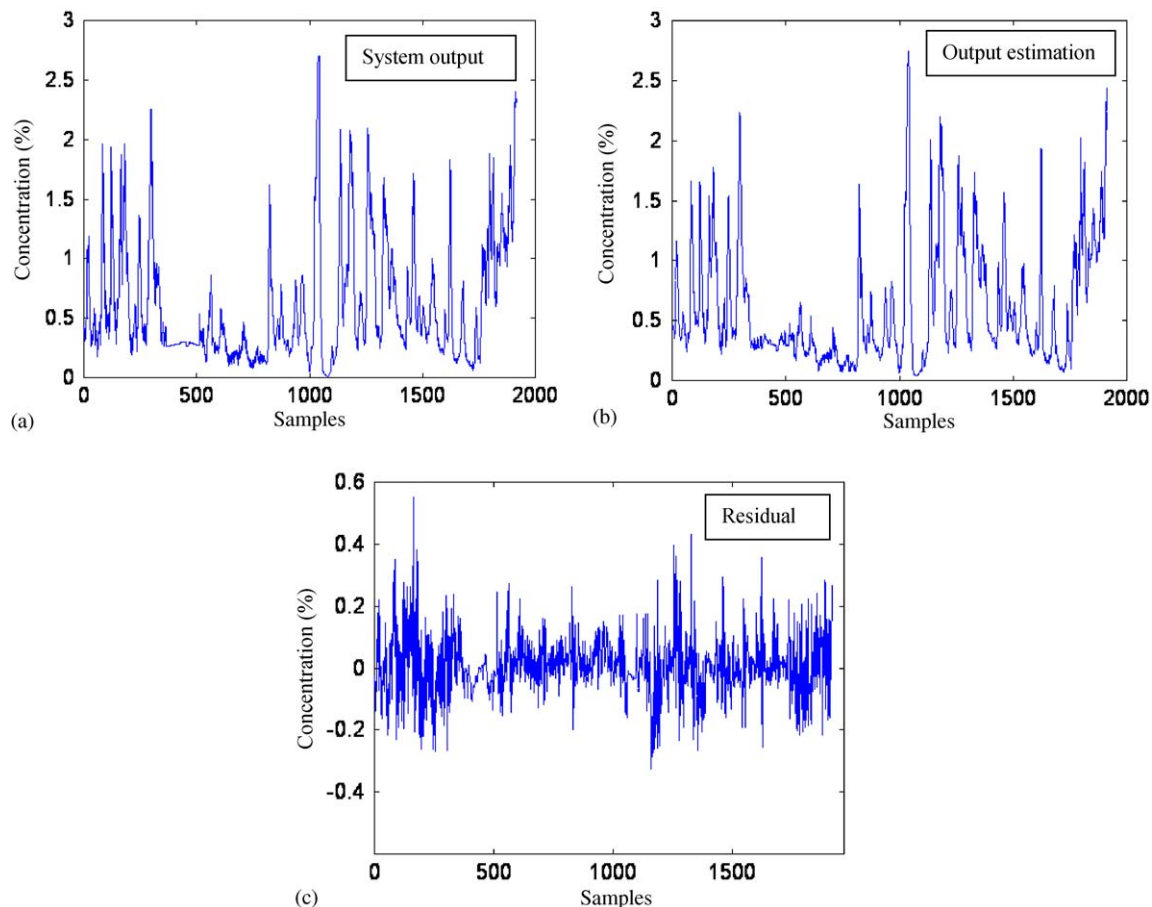 3
2.5
2
1.5
1
0.5
0
Concentration (%)
System output
0 500 1000 1500 2000
Samples
(a)
3
2.5
2
1.5
1
0.5
0
Concentration (%)
Output estimation
0 500 1000 1500 2000
Samples
(b)
0.6
0.4
0.2
0
-0.2
-0.4
Concentration (%)
Residual
0 500 1000 1500
Samples
(c)